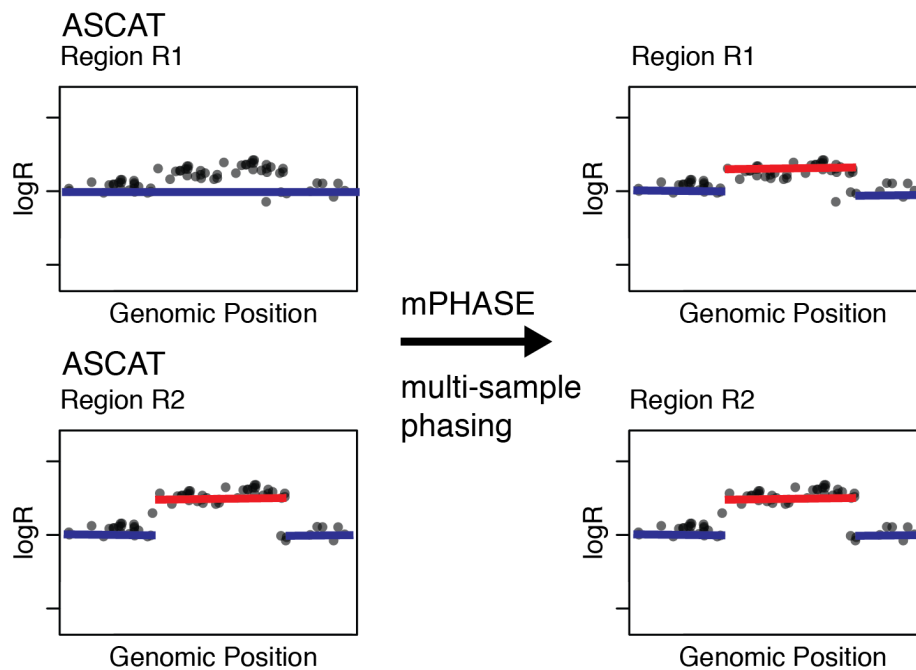 ASCAT
Region R1
logR
Genomic Position
Region R1
logR
Genomic Position
mPHASE
multi-sample
phasing
ASCAT
Region R2
logR
Genomic Position
Region R2
logR
Genomic Position